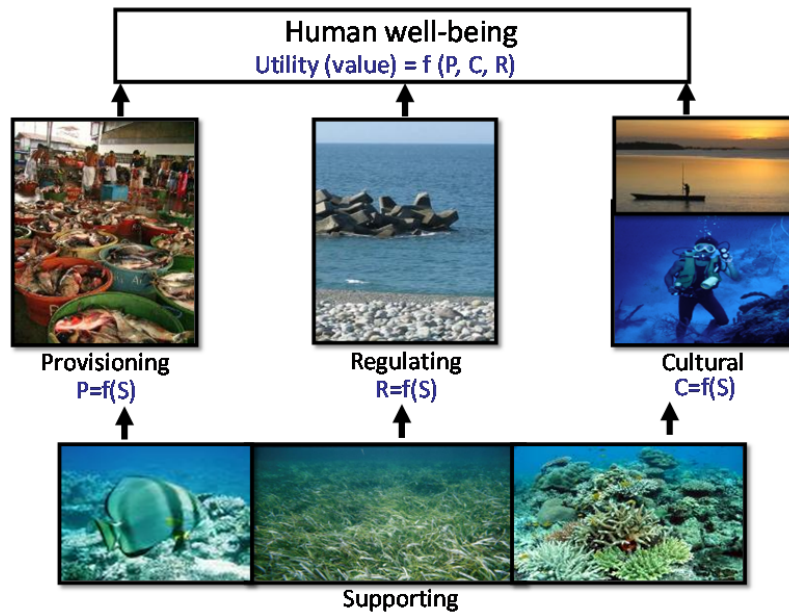 Human well-being
Utility (value) = f (P, C, R)
Provisioning
P=f(S)
Regulating
R=f(S)
Cultural
C=f(S)
Supporting